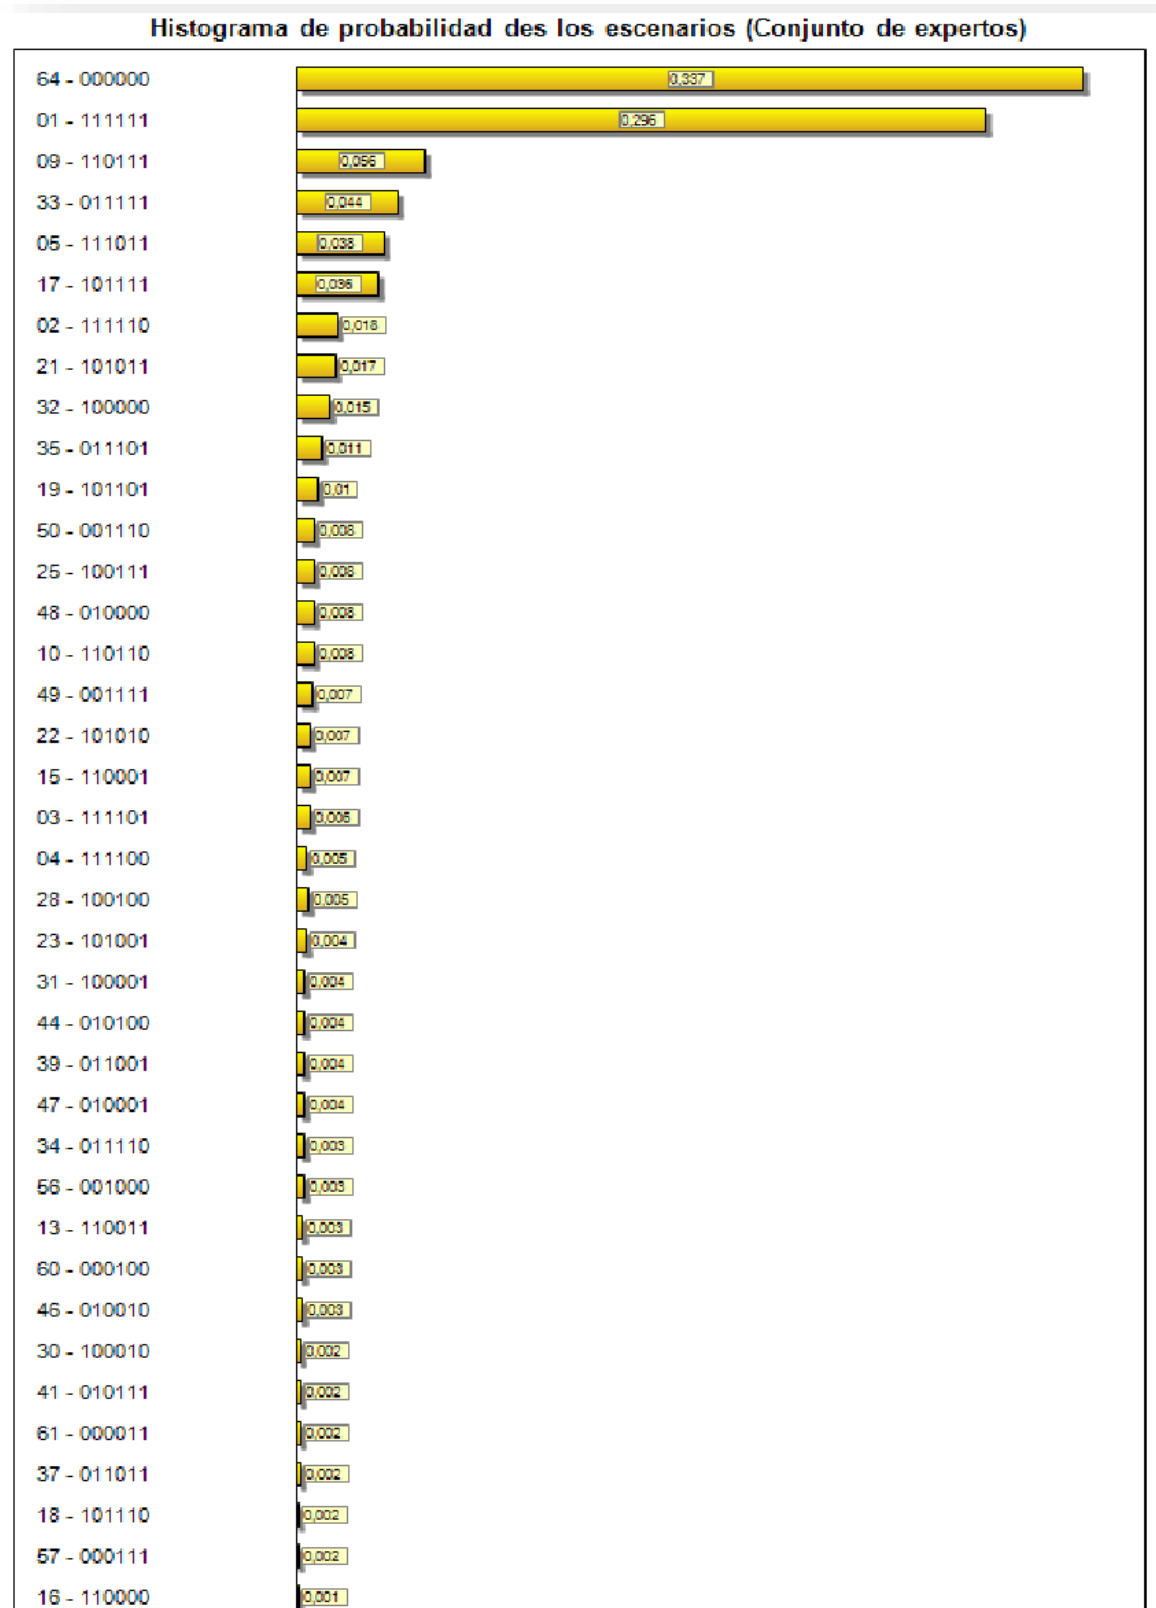 Histograma de probabilidad des los escenarios (Conjunto de expertos)
64 - 000000 0,337
01 - 111111 0,296
09 - 110111 0,056
33 - 011111 0,044
05 - 111011 0,038
17 - 101111 0,036
02 - 111110 0,018
21 - 101011 0,017
32 - 100000 0,015
35 - 011101 0,011
19 - 101101 0,01
50 - 001110 0,008
25 - 100111 0,008
48 - 010000 0,008
10 - 110110 0,008
49 - 001111 0,007
22 - 101010 0,007
15 - 110001 0,007
03 - 111101 0,006
04 - 111100 0,005
28 - 100100 0,005
23 - 101001 0,004
31 - 100001 0,004
44 - 010100 0,004
39 - 011001 0,004
47 - 010001 0,004
34 - 011110 0,003
56 - 001000 0,003
13 - 110011 0,003
60 - 000100 0,003
46 - 010010 0,003
30 - 100010 0,002
41 - 010111 0,002
61 - 000011 0,002
37 - 011011 0,002
18 - 101110 0,002
57 - 000111 0,002
16 - 110000 0,001